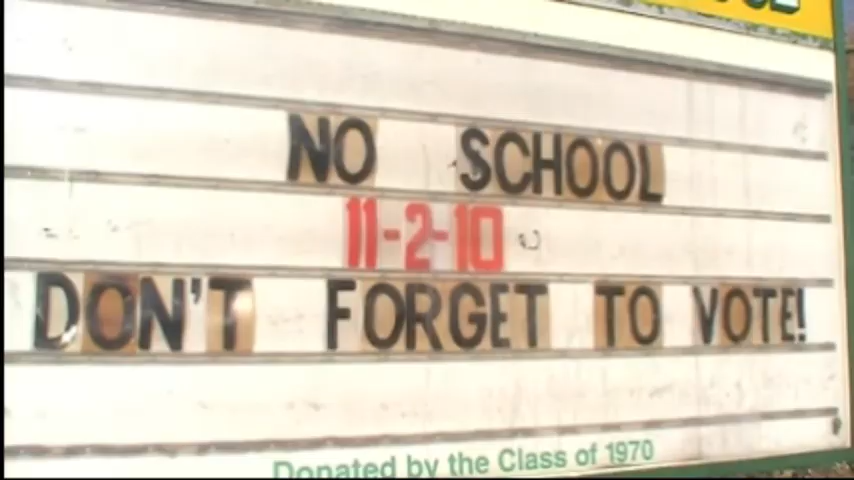 NO SCHOOL
11-2-10
DON'T FORGET TO VOTE!
Donated by the Class of 1970